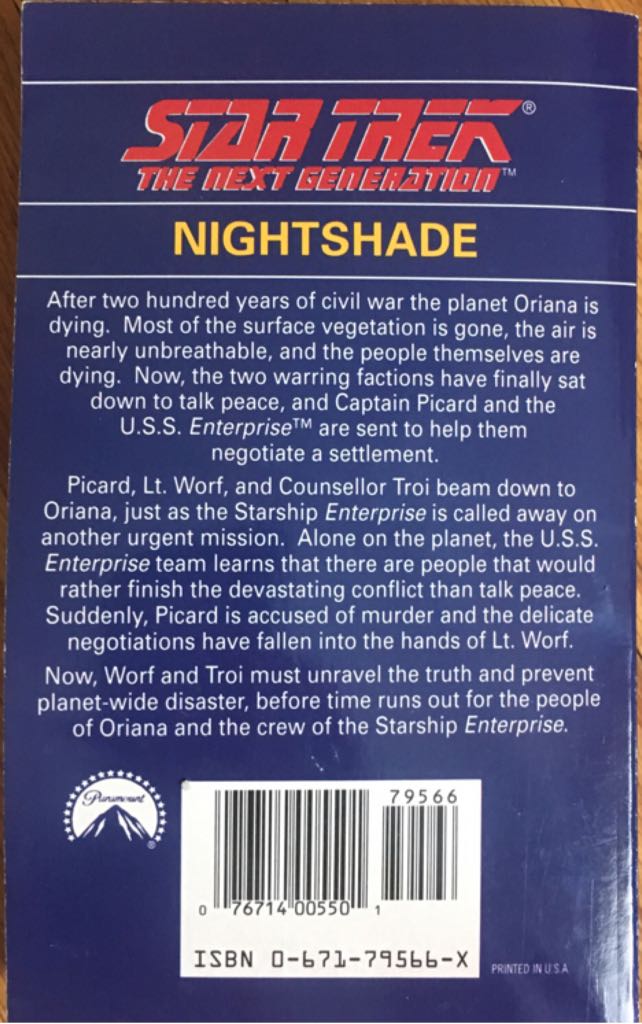 STAR TREK®
THE NEXT GENERATION™
NIGHTSHADE
After two hundred years of civil war the planet Oriana is
dying. Most of the surface vegetation is gone, the air is
nearly unbreathable, and the people themselves are
dying. Now, the two warring factions have finally sat
down to talk peace, and Captain Picard and the
U.S.S. Enterprise™ are sent to help them
negotiate a settlement.
Picard, Lt. Worf, and Counsellor Troi beam down to
Oriana, just as the Starship Enterprise is called away on
another urgent mission. Alone on the planet, the U.S.S.
Enterprise team learns that there are people that would
rather finish the devastating conflict than talk peace.
Suddenly, Picard is accused of murder and the delicate
negotiations have fallen into the hands of Lt. Worf.
Now, Worf and Troi must unravel the truth and prevent
planet-wide disaster, before time runs out for the people
of Oriana and the crew of the Starship Enterprise.
Paramount ®
79566
0 76714 00550 1
ISBN 0-671-79566-X
PRINTED IN U.S.A.